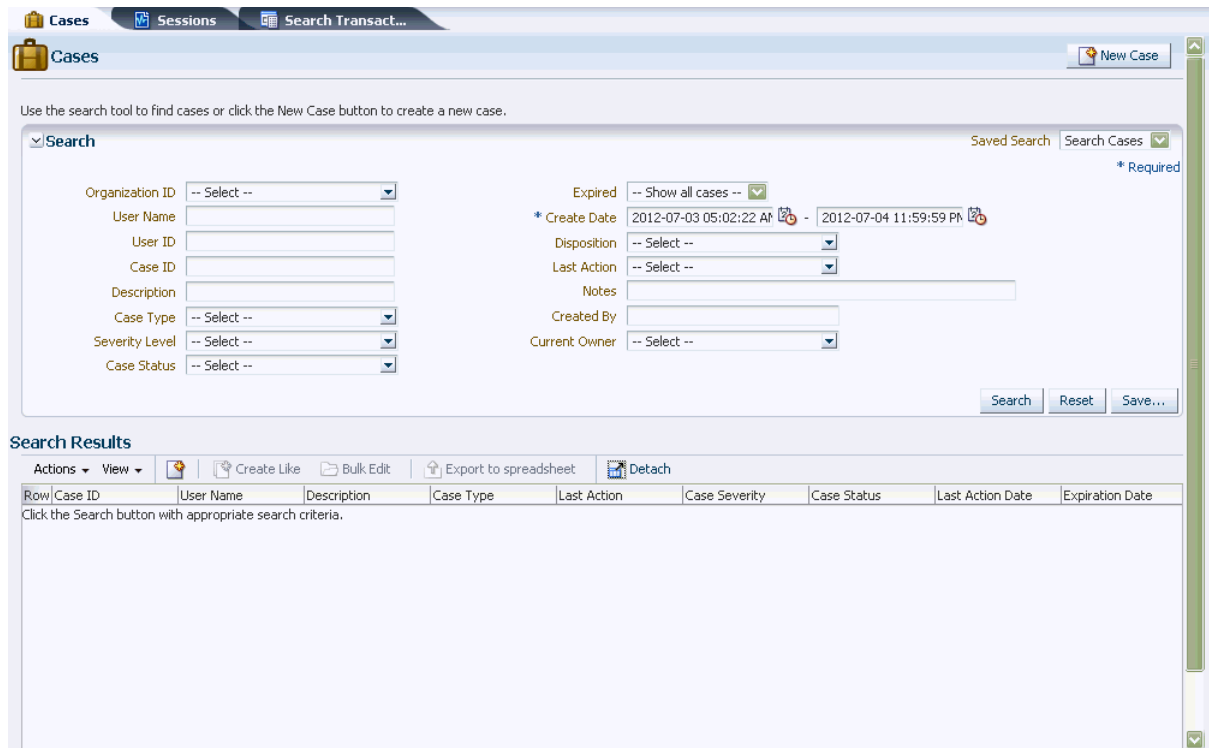 Cases Sessions Search Transact...
Cases New Case
Use the search tool to find cases or click the New Case button to create a new case.
Search Saved Search Search Cases
* Required
Organization ID -- Select -- Expired -- Show all cases --
User Name * Create Date 2012-07-03 05:02:22 AM - 2012-07-04 11:59:59 PM
User ID Disposition -- Select --
Case ID Last Action -- Select --
Description Notes
Case Type -- Select -- Created By
Severity Level -- Select -- Current Owner -- Select --
Case Status -- Select --
Search Reset Save...
Search Results
Actions View Create Like Bulk Edit Export to spreadsheet Detach
Row Case ID User Name Description Case Type Last Action Case Severity Case Status Last Action Date Expiration Date
Click the Search button with appropriate search criteria.